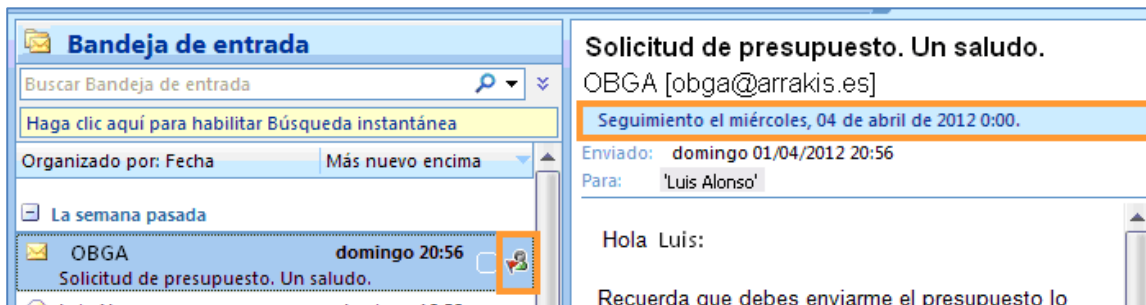 Bandeja de entrada
Buscar Bandeja de entrada
Haga clic aquí para habilitar Búsqueda instantánea
Organizado por: Fecha Más nuevo encima
La semana pasada
OBGA domingo 20:56
Solicitud de presupuesto. Un saludo.
Solicitud de presupuesto. Un saludo.
OBGA [obga@arrakis.es]
Seguimiento el miércoles, 04 de abril de 2012 0:00.
Enviado: domingo 01/04/2012 20:56
Para: 'Luis Alonso'
Hola Luis:
Recuerda que debes enviarme el presupuesto lo